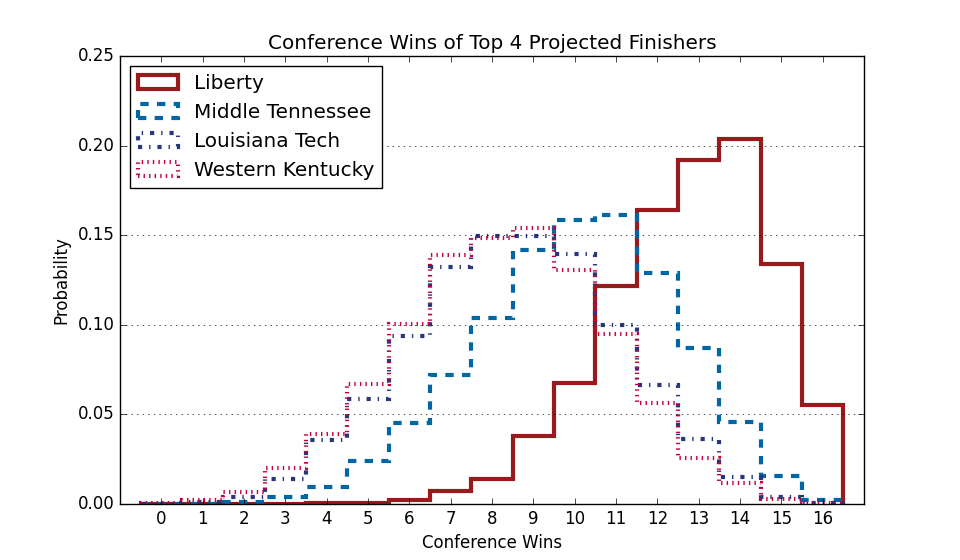 Conference Wins of Top 4 Projected Finishers
0.25
0.20
0.15
0.10
0.05
0.00
Probability
Liberty
Middle Tennessee
Louisiana Tech
Western Kentucky
0 1 2 3 4 5 6 7 8 9 10 11 12 13 14 15 16
Conference Wins